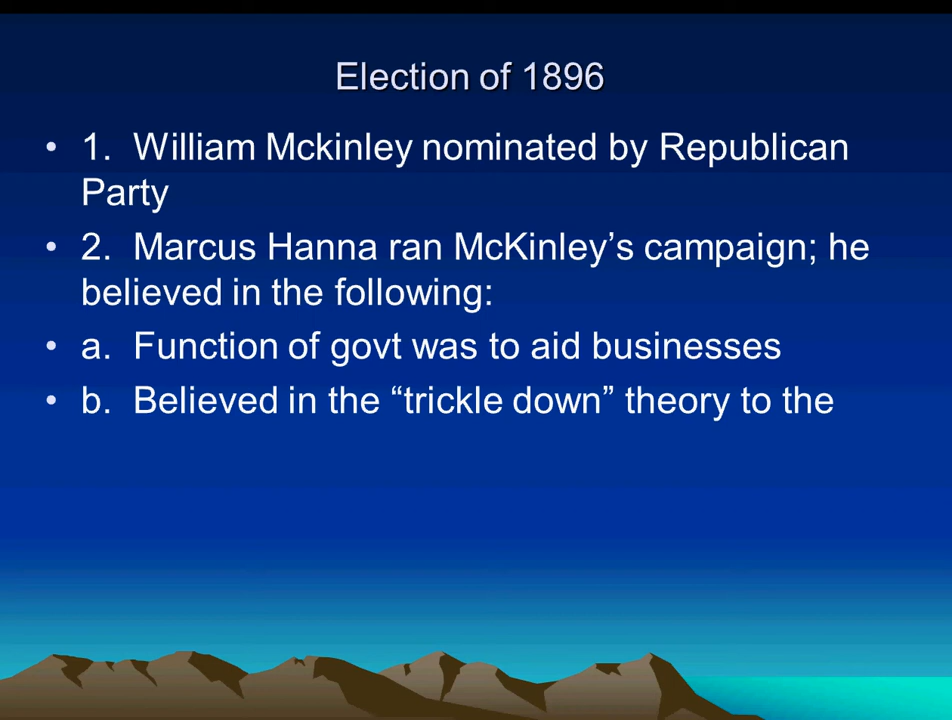 Election of 1896
• 1. William Mckinley nominated by Republican
Party
• 2. Marcus Hanna ran McKinley’s campaign; he
believed in the following:
• a. Function of govt was to aid businesses
• b. Believed in the “trickle down” theory to the